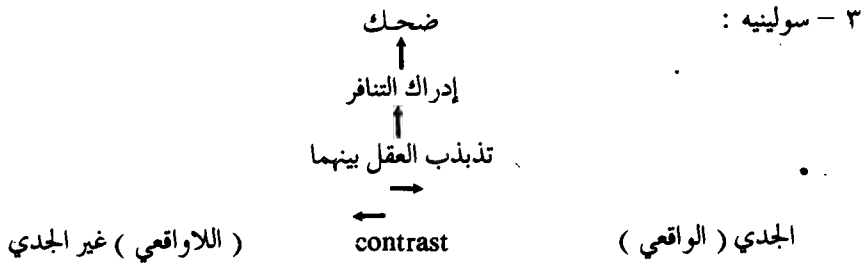 ٣ – سولينيه :
ضحك
إدراك التنافر
تذبذب العقل بينهما
الجدي ( الواقعي ) contrast ( اللاواقعي ) غير الجدي